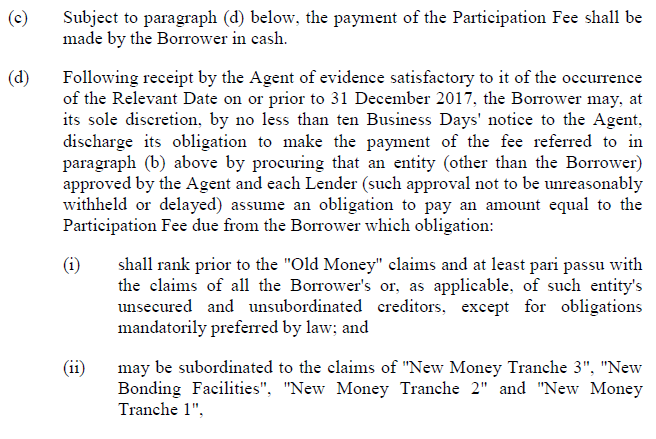 (c) Subject to paragraph (d) below, the payment of the Participation Fee shall be
made by the Borrower in cash.
(d) Following receipt by the Agent of evidence satisfactory to it of the occurrence
of the Relevant Date on or prior to 31 December 2017, the Borrower may, at
its sole discretion, by no less than ten Business Days' notice to the Agent,
discharge its obligation to make the payment of the fee referred to in
paragraph (b) above by procuring that an entity (other than the Borrower)
approved by the Agent and each Lender (such approval not to be unreasonably
withheld or delayed) assume an obligation to pay an amount equal to the
Participation Fee due from the Borrower which obligation:
(i) shall rank prior to the "Old Money" claims and at least pari passu with
the claims of all the Borrower's or, as applicable, of such entity's
unsecured and unsubordinated creditors, except for obligations
mandatorily preferred by law; and
(ii) may be subordinated to the claims of "New Money Tranche 3", "New
Bonding Facilities", "New Money Tranche 2" and "New Money
Tranche 1",